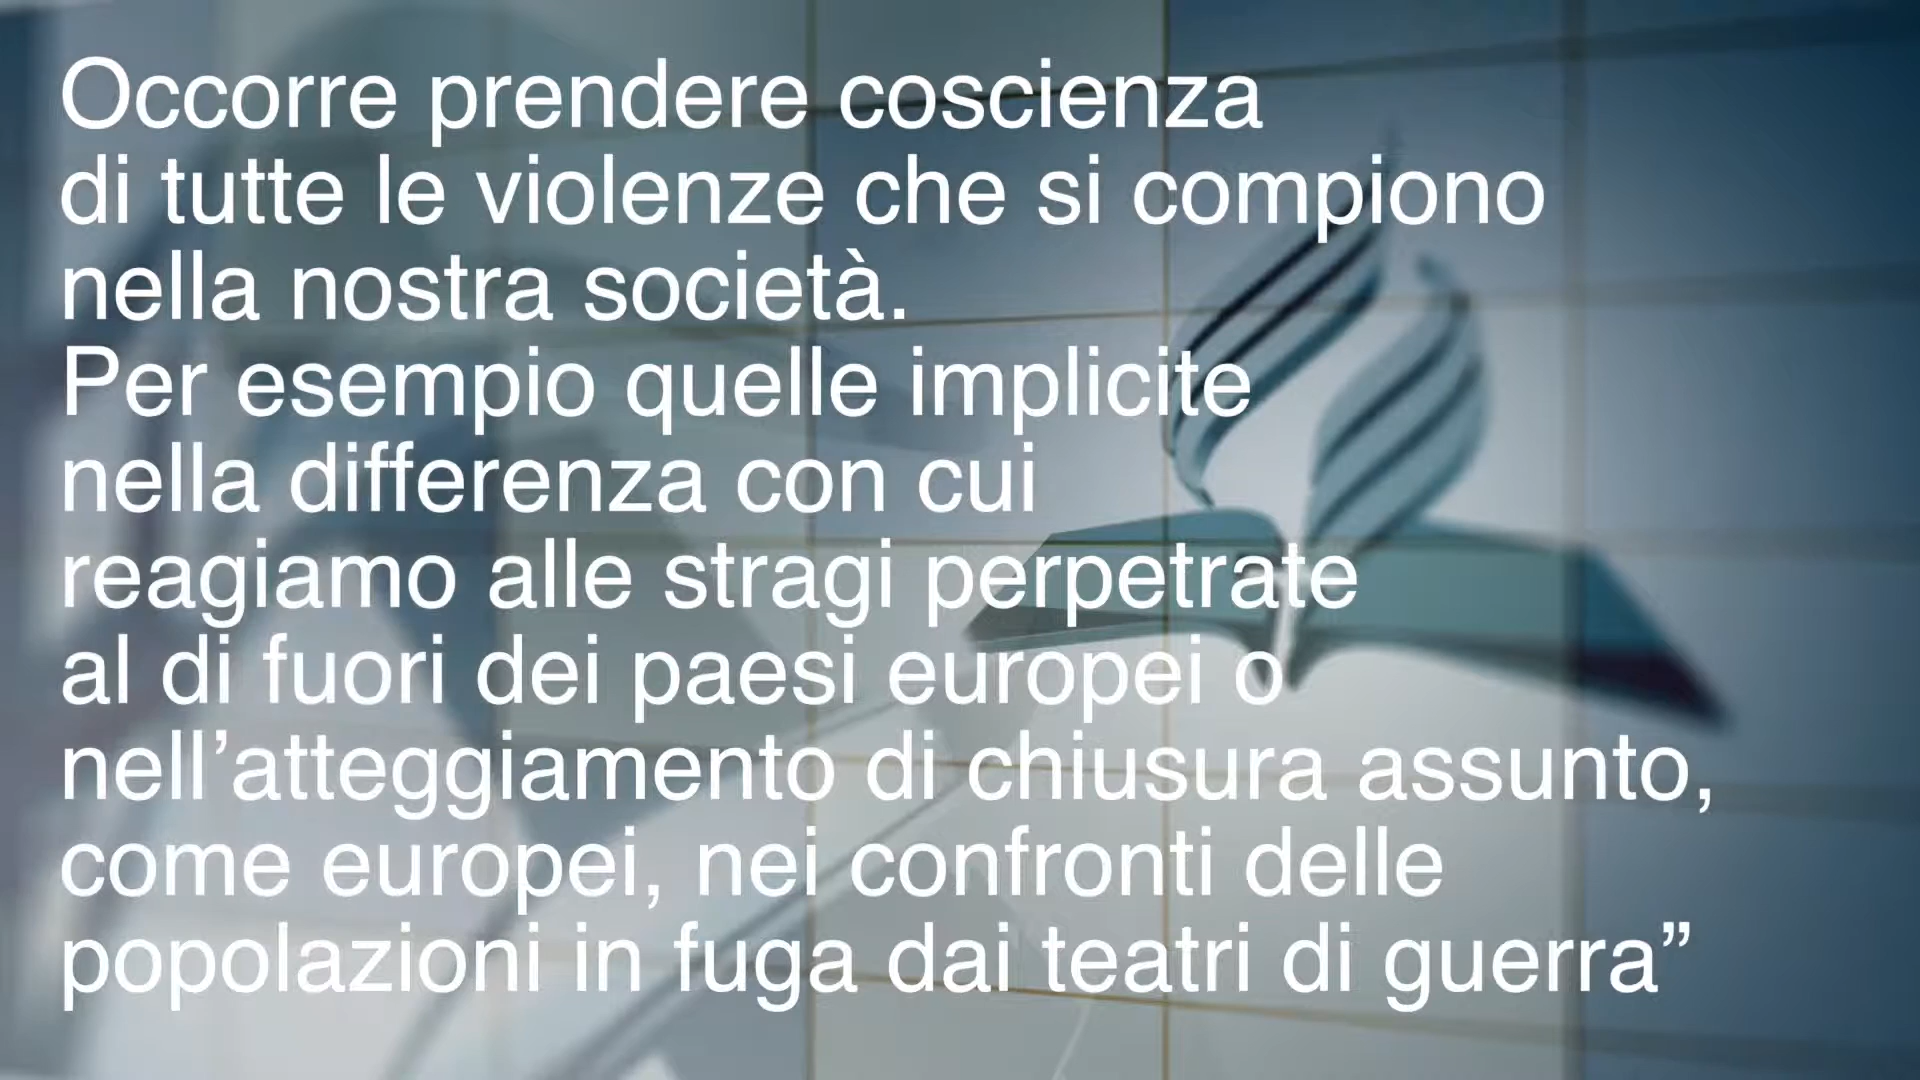 Occorre prendere coscienza
di tutte le violenze che si compiono
nella nostra società.
Per esempio quelle implicite
nella differenza con cui
reagiamo alle stragi perpetrate
al di fuori dei paesi europei o
nell’atteggiamento di chiusura assunto,
come europei, nei confronti delle
popolazioni in fuga dai teatri di guerra”